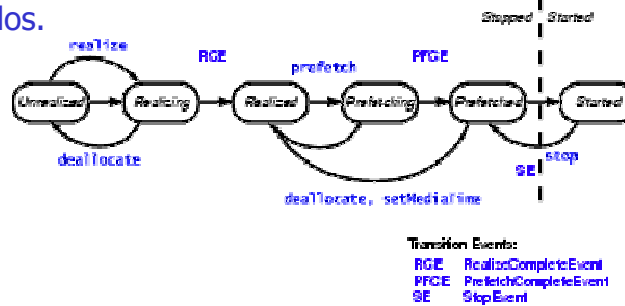 los.
Stopped Started
realize RCE PFCE
prefetch
Unrealized Realizing Realized Prefetching Prefetched Started
deallocate stop
SE
deallocate, setMediaTime
Transition Events:
RCE RealizeCompleteEvent
PFCE PrefetchCompleteEvent
SE StopEvent